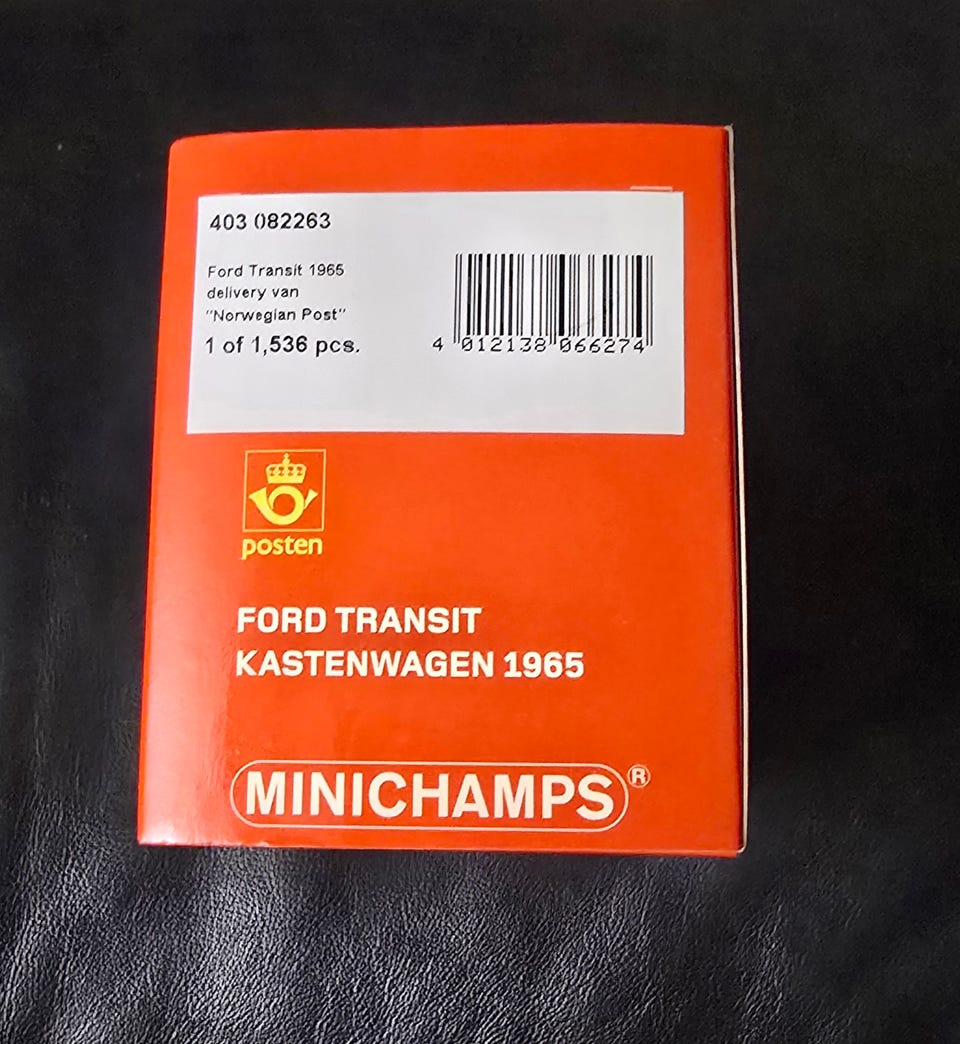 403 082263
Ford Transit 1965
delivery van
"Norwegian Post"
1 of 1,536 pcs.
4 012138 066274
posten
FORD TRANSIT
KASTENWAGEN 1965
MINICHAMPS®